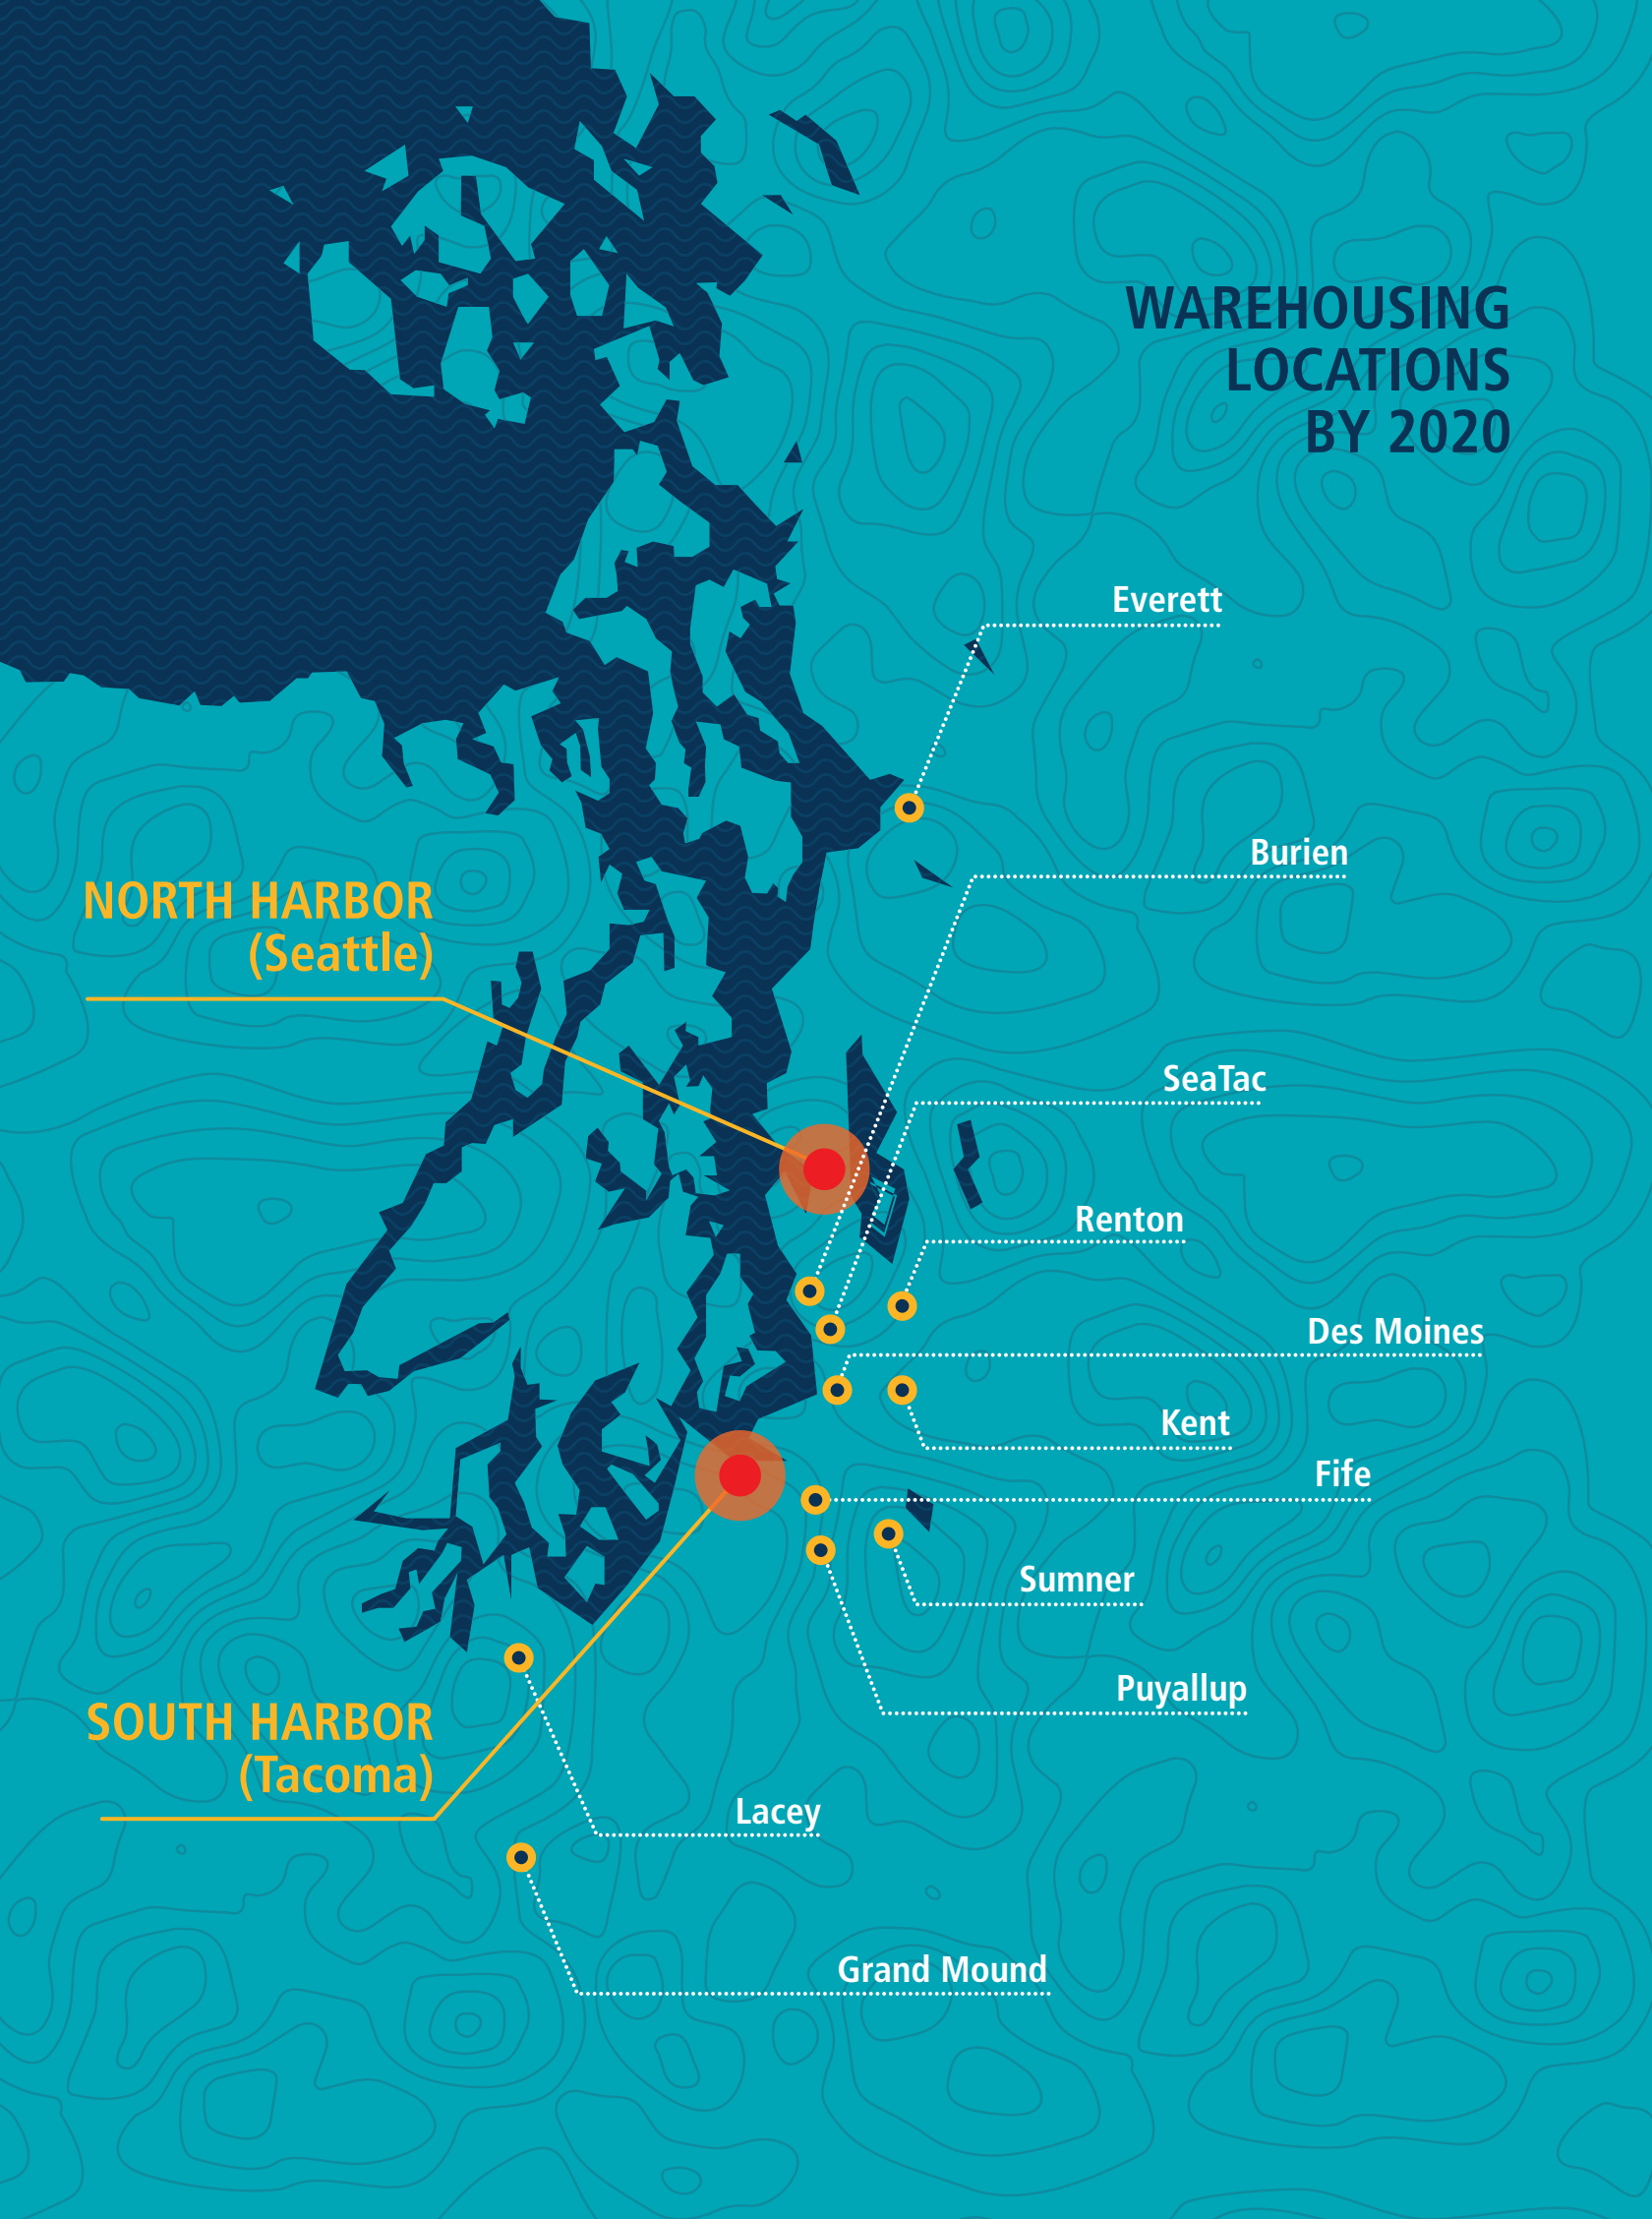 WAREHOUSING
LOCATIONS
BY 2020
Everett
Burien
NORTH HARBOR
(Seattle)
SeaTac
Renton
Des Moines
Kent
Fife
Sumner
Puyallup
SOUTH HARBOR
(Tacoma)
Lacey
Grand Mound